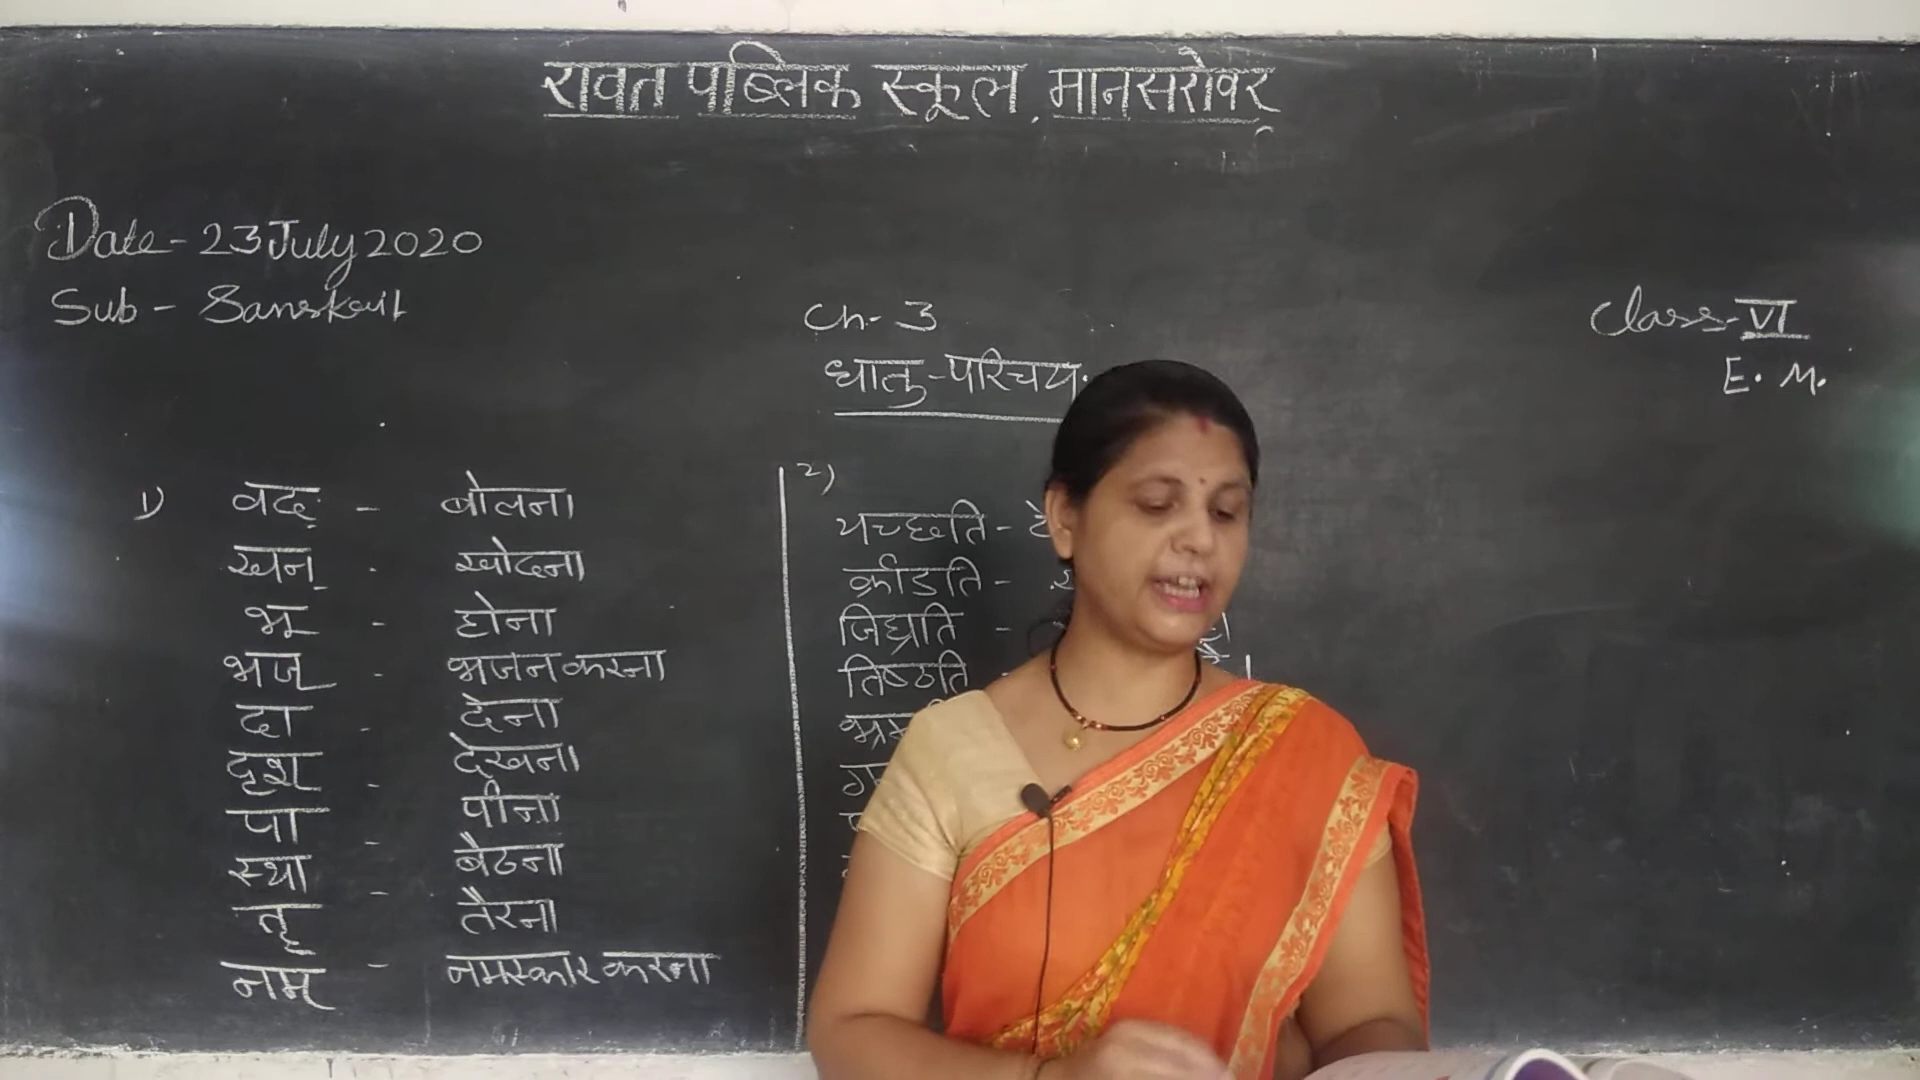 रावत पब्लिक स्कूल, मानसरोवर
Date - 23 July 2020
Sub - Sanskrit
Ch- 3
Class - VI
धातु-परिचय
E. M.
1) वद् - बोलना
खन् - खोदना
भू - होना
भज् - भजन करना
दा - देना
दृश - देखना
पा - पीना
स्था - बैठना
तृ - तैरना
नम् - नमस्कार करना
2)
यच्छति -
क्रीडति -
जिघ्रति -
तिष्ठति